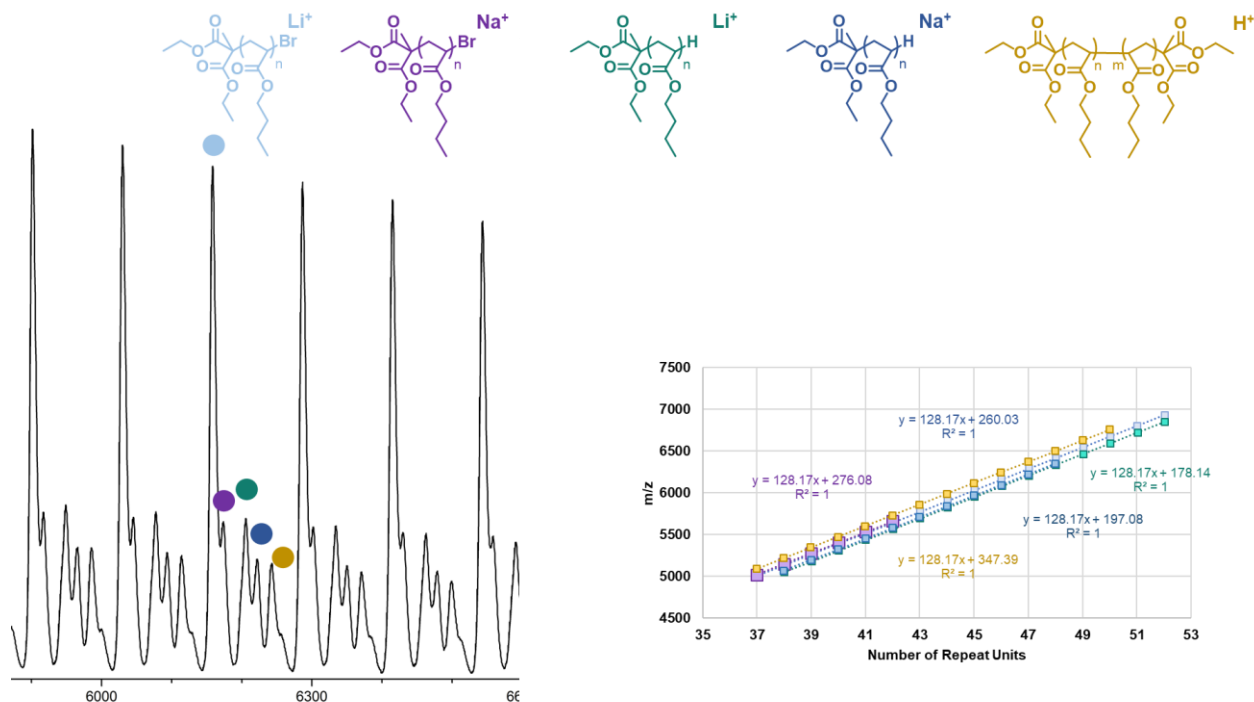 Li+
Na+
Li+
Na+
H+
O
O
O
O
Br
n
O
O
O
O
Br
n
O
O
O
O
H
n
O
O
O
O
H
n
O
O
O
O
n
m
O
O
O
O
6000
6300
66
7500
7000
6500
6000
5500
5000
4500
m/z
y = 128.17x + 260.03
R² = 1
y = 128.17x + 276.08
R² = 1
y = 128.17x + 178.14
R² = 1
y = 128.17x + 197.08
R² = 1
y = 128.17x + 347.39
R² = 1
35 37 39 41 43 45 47 49 51 53
Number of Repeat Units